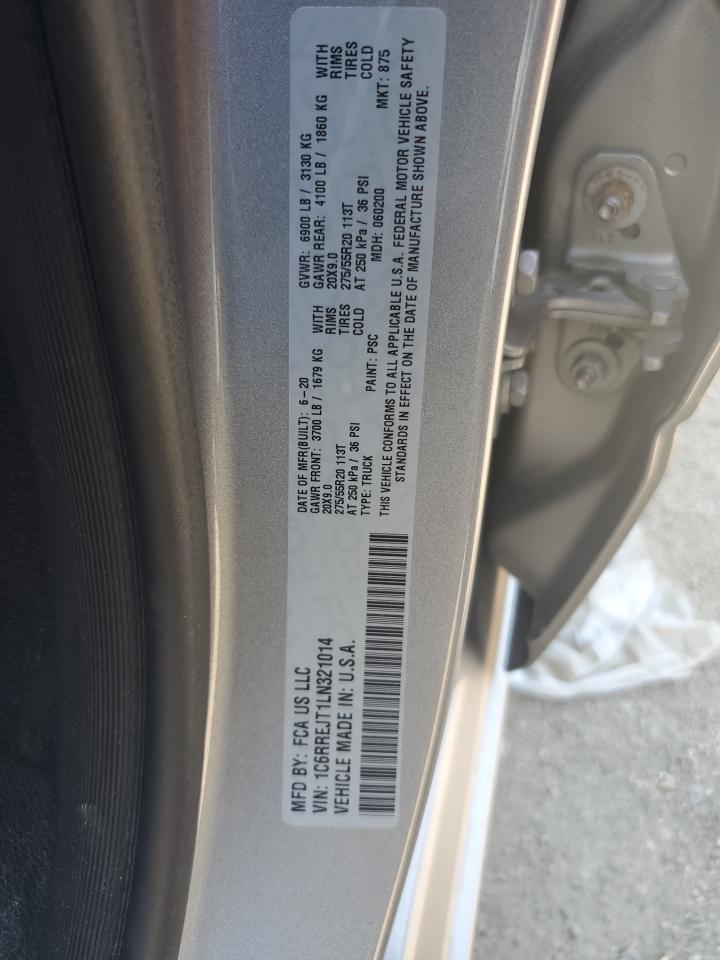 MFD BY: FCA US LLC
VIN: 1C6RREJT1LN321014
VEHICLE MADE IN: U.S.A.
DATE OF MFR(BUILT): 6-20 GVWR: 6900 LB / 3130 KG
GAWR FRONT: 3700 LB / 1679 KG WITH GAWR REAR: 4100 LB / 1860 KG WITH
20X9.0 RIMS 20X9.0 RIMS
275/55R20 113T TIRES 275/55R20 113T TIRES
AT 250 kPa / 36 PSI COLD AT 250 kPa / 36 PSI COLD
TYPE: TRUCK PAINT: PSC MDH: 060200 MKT: 875
THIS VEHICLE CONFORMS TO ALL APPLICABLE U.S.A. FEDERAL MOTOR VEHICLE SAFETY
STANDARDS IN EFFECT ON THE DATE OF MANUFACTURE SHOWN ABOVE.